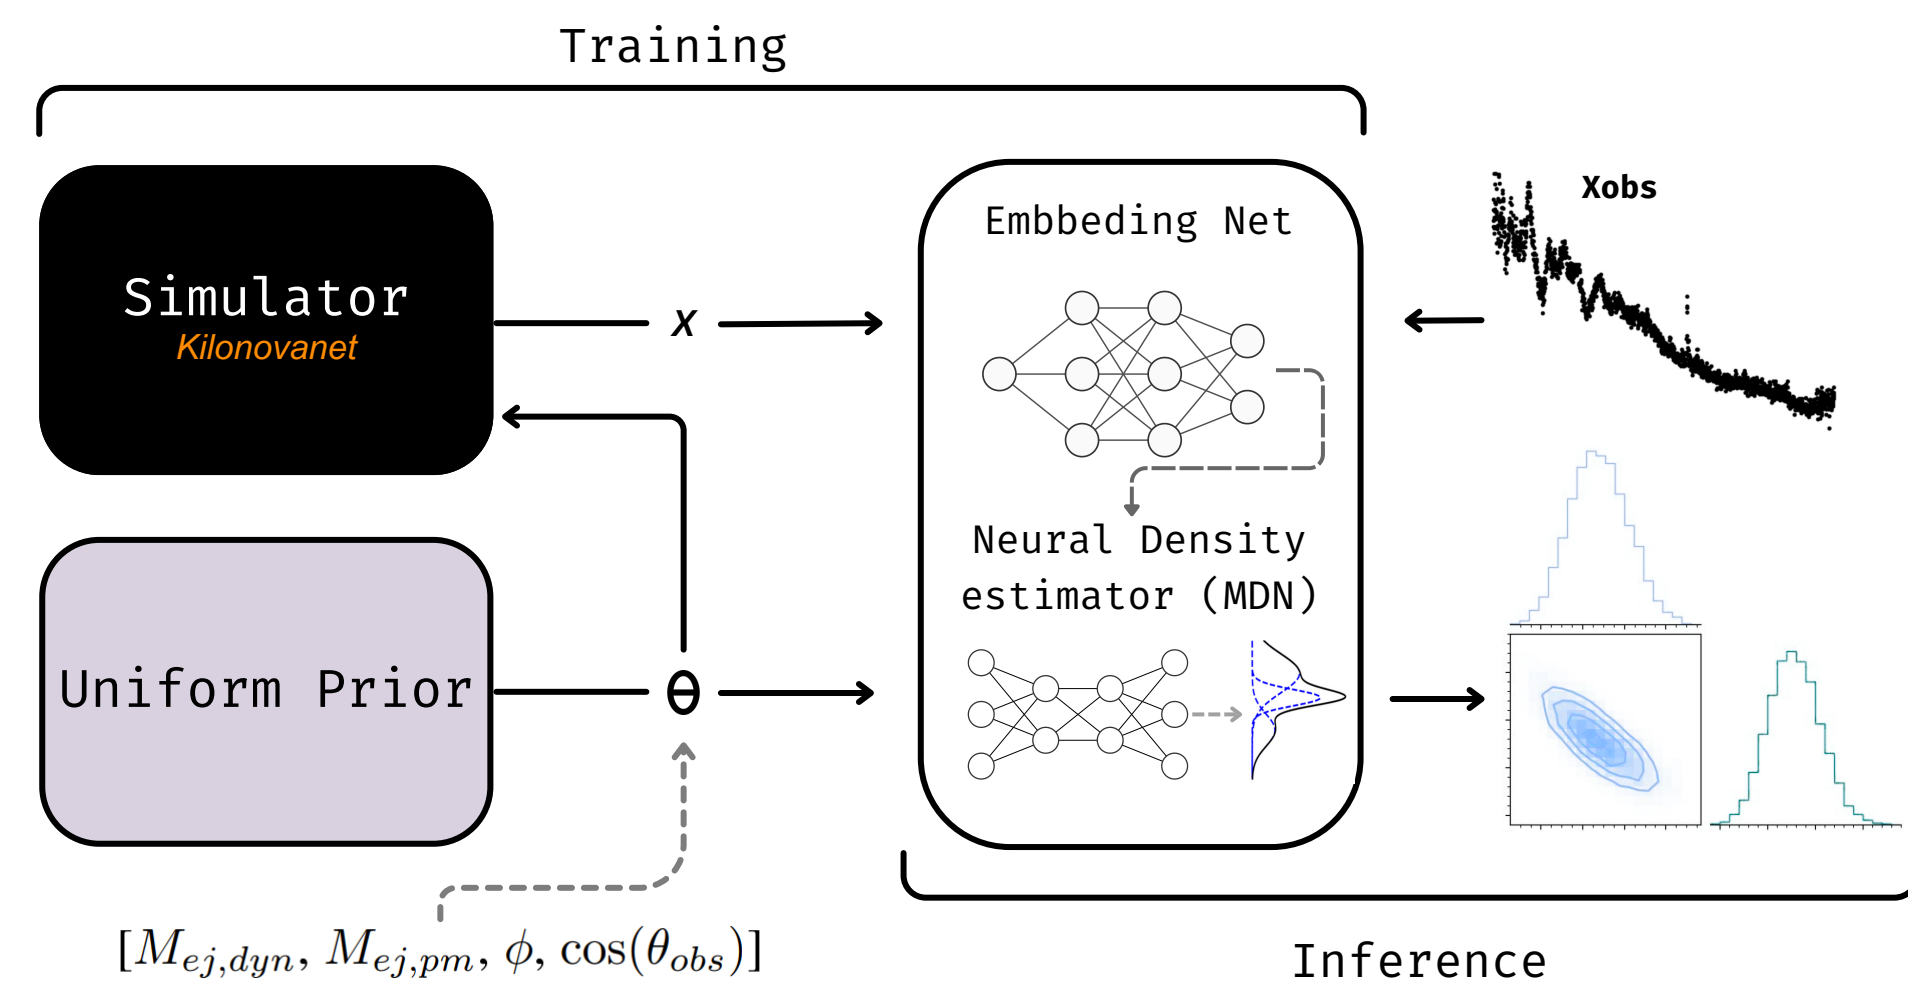 Training
Simulator
Kilonovanet
x
Embbeding Net
Xobs
Neural Density
estimator (MDN)
Uniform Prior
θ
[M_{ej,dyn}, M_{ej,pm}, ϕ, cos(θ_{obs})]
Inference